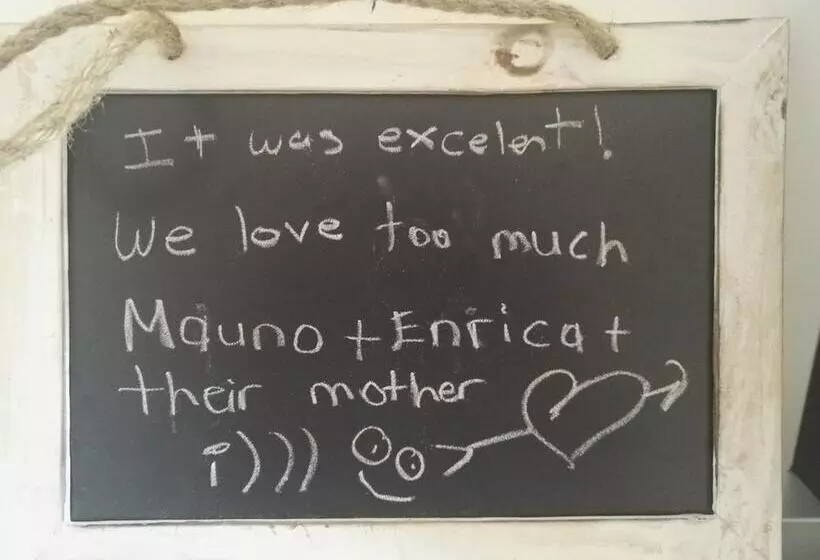 It was excelent!
We love too much
Mauno + Enrica +
their mother
i)))